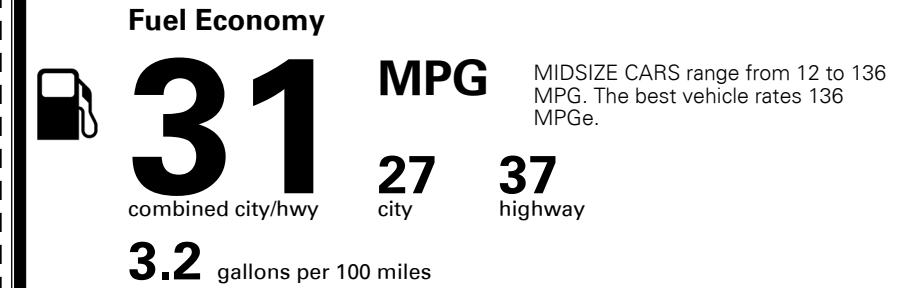 Fuel Economy
31
combined city/hwy
MPG
27
city
37
highway
MIDSIZE CARS range from 12 to 136
MPG. The best vehicle rates 136
MPGe.
3.2 gallons per 100 miles